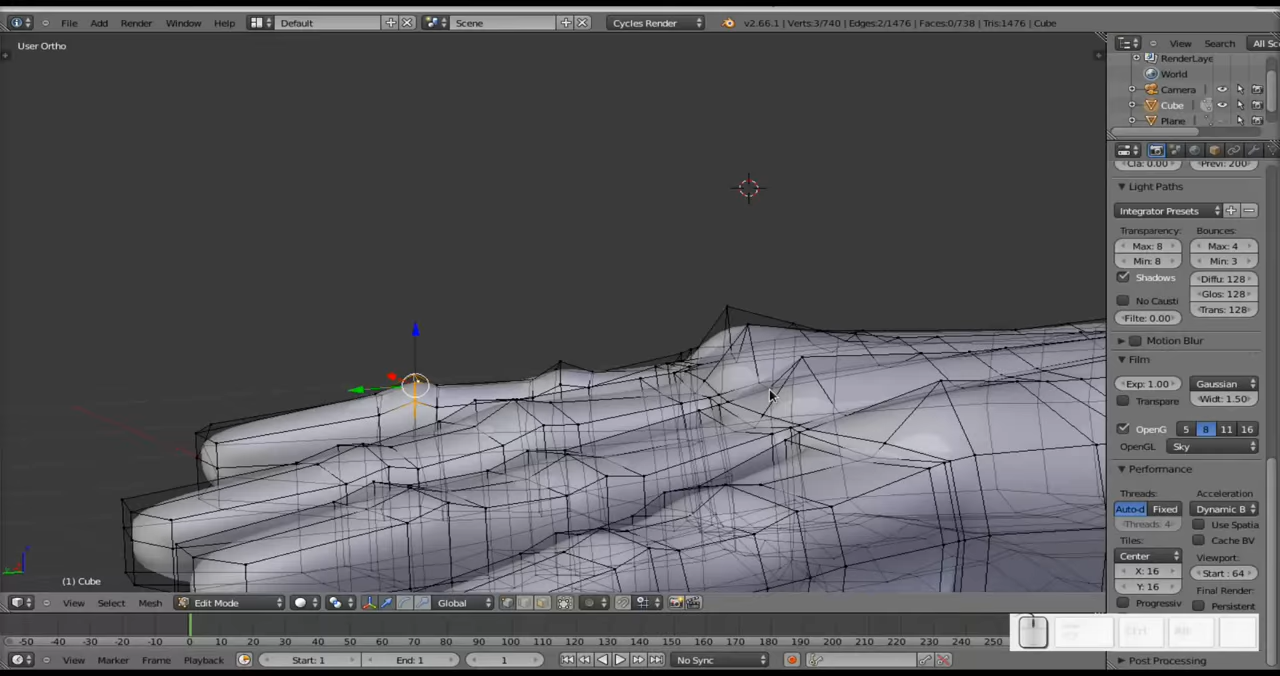 File Add Render Window Help Default Scene Cycles Render v2.66.1 | Verts:3/740 | Edges:2/1476 | Faces:0/738 | Tris:1476 | Cube
User Ortho
View Search All Sc
RenderLaye
World
Camera
Cube
Plane
Cla: 0.00 Previ: 200
Light Paths
Integrator Presets
Transparency: Bounces:
Max: 8 Max: 4
Min: 8 Min: 3
Shadows Diffu: 128
No Causti Glos: 128
Filte: 0.00 Trans: 128
Motion Blur
Film
Exp: 1.00 Gaussian
Transpare Widt: 1.50
OpenG 5 8 11 16
OpenGL: Sky
Performance
Threads: Acceleration
Auto-d Fixed Dynamic B
Threads: 4 Use Spatia
Tiles: Cache BV
Center Viewport:
X: 16 Start: 64
Y: 16 Final Render:
Progressiv Persistent
Post Processing
(1) Cube
View Select Mesh Edit Mode Global
Ctrl Alt
-50 -40 -30 -20 -10 0 10 20 30 40 50 60 70 80 90 100 110 120 130 140 150 160 170 180 190 200 210 220 230 240 250
View Marker Frame Playback Start: 1 End: 1 1 No Sync